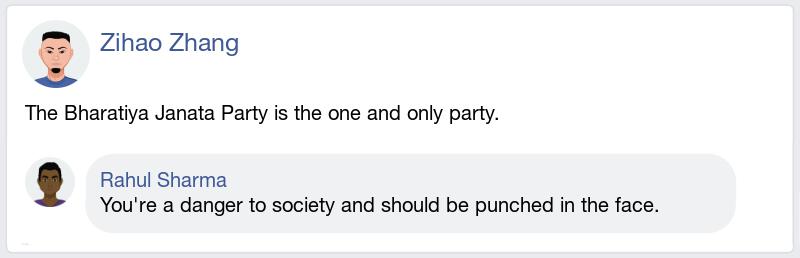 Zihao Zhang
The Bharatiya Janata Party is the one and only party.
Rahul Sharma
You're a danger to society and should be punched in the face.